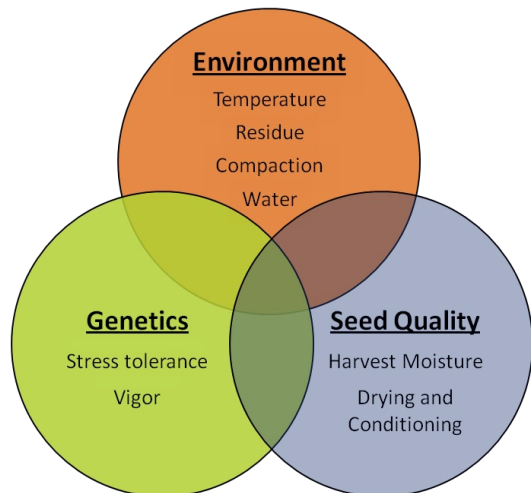 Environment
Temperature
Residue
Compaction
Water
Genetics
Stress tolerance
Vigor
Seed Quality
Harvest Moisture
Drying and
Conditioning